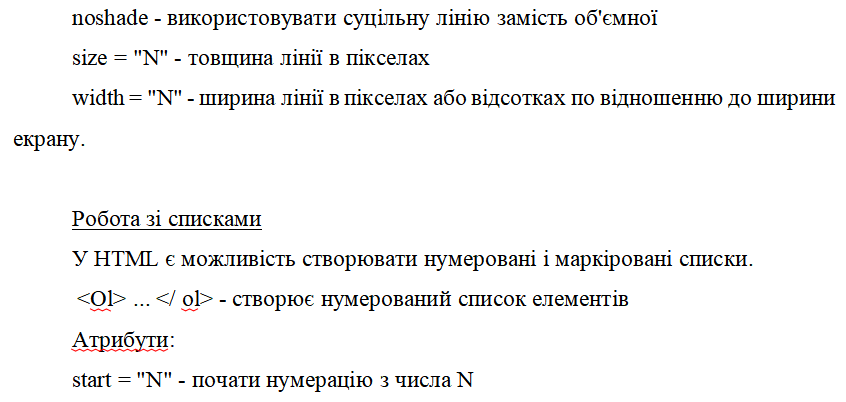 noshade - використовувати суцільну лінію замість об'ємної
size = "N" - товщина лінії в пікселах
width = "N" - ширина лінії в пікселах або відсотках по відношенню до ширини
екрану.
Робота зі списками
У HTML є можливість створювати нумеровані і маркіровані списки.
<Ol> ... </ ol> - створює нумерований список елементів
Атрибути:
start = "N" - почати нумерацію з числа N